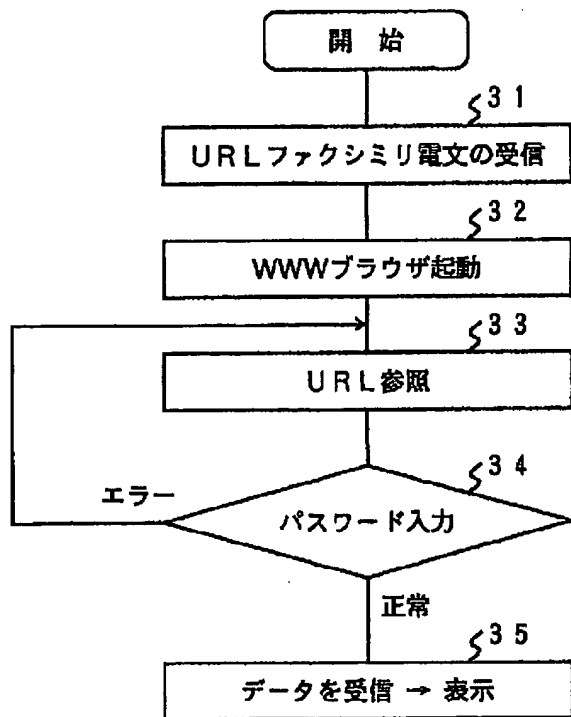 開 始
31
URLファクシミリ電文の受信
32
WWWブラウザ起動
33
URL参照
34
エラー
パスワード入力
正常
35
データを受信 → 表示